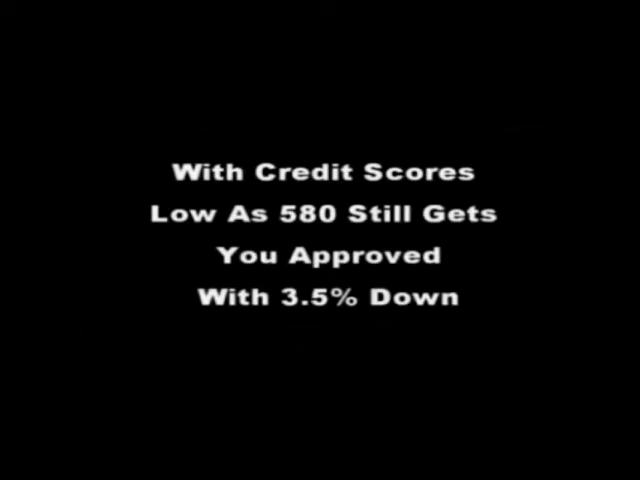 With Credit Scores
Low As 580 Still Gets
You Approved
With 3.5% Down